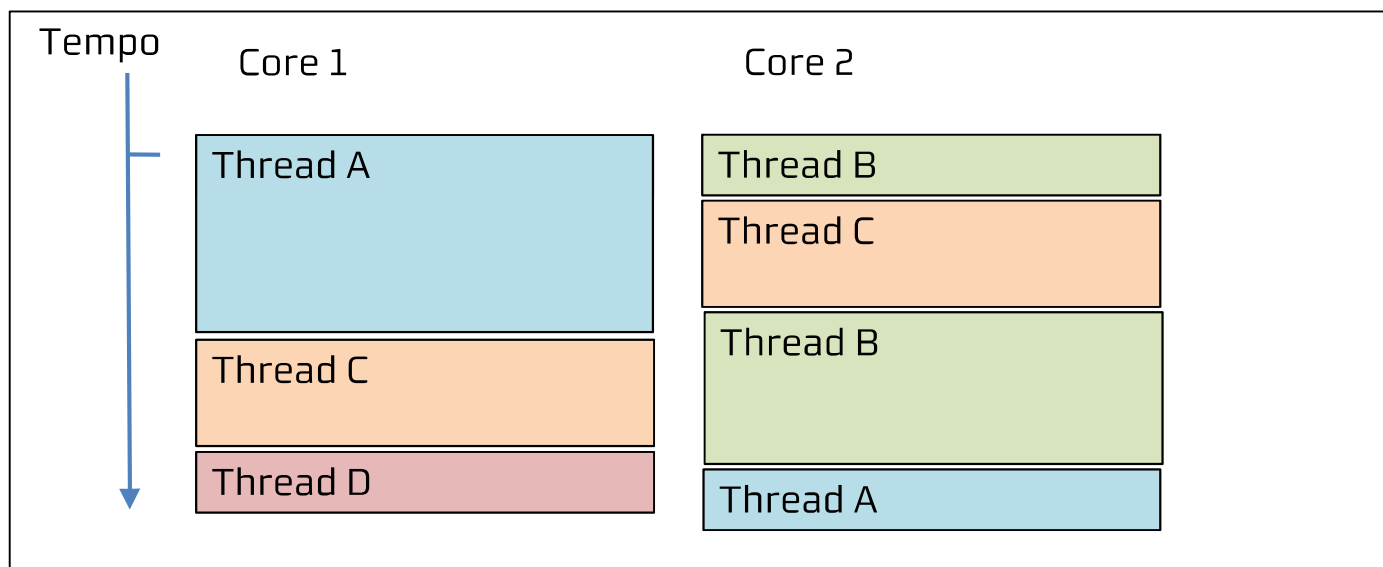 Tempo
Core 1
Core 2
Thread A
Thread C
Thread D
Thread B
Thread C
Thread B
Thread A